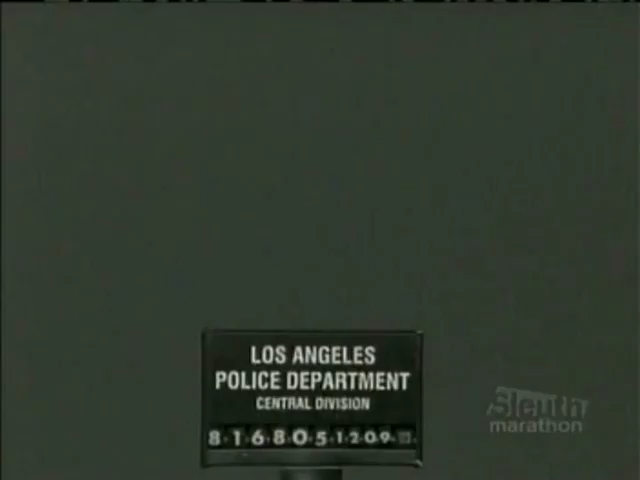 LOS ANGELES
POLICE DEPARTMENT
CENTRAL DIVISION
8 1 6 8 0 5 1 2 0 9
Sleuth
marathon